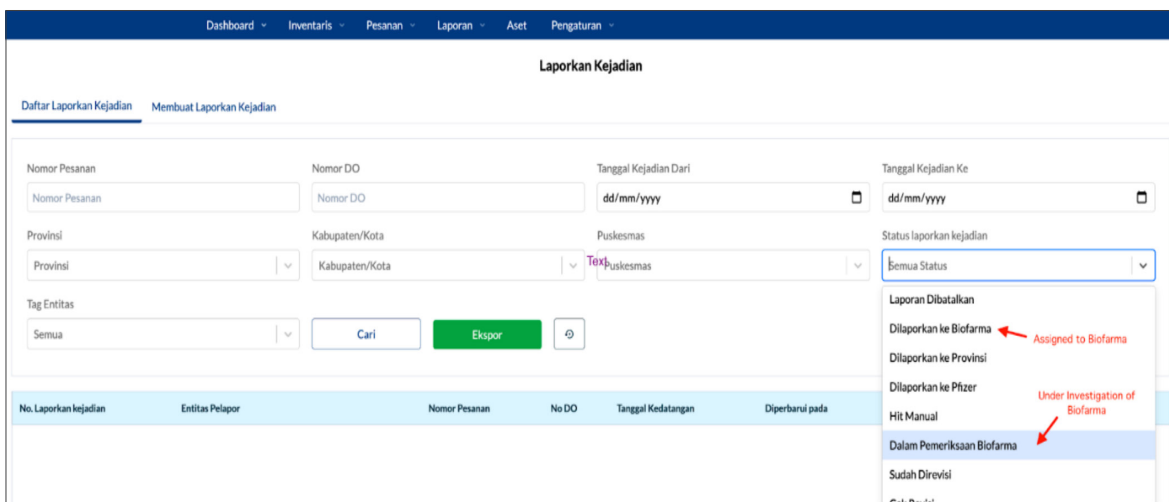 Dashboard Inventaris Pesanan Laporan Aset Pengaturan
Laporkan Kejadian
Daftar Laporkan Kejadian Membuat Laporkan Kejadian
Nomor Pesanan Nomor DO Tanggal Kejadian Dari Tanggal Kejadian Ke
Nomor Pesanan Nomor DO dd/mm/yyyy dd/mm/yyyy
Provinsi Kabupaten/Kota Puskesmas Status laporkan kejadian
Provinsi Kabupaten/Kota Text Puskesmas Semua Status
Tag Entitas
Semua Cari Ekspor
Laporan Dibatalkan
Dilaporkan ke Biofarma Assigned to Biofarma
Dilaporkan ke Provinsi
Dilaporkan ke Pfizer
Hit Manual
Under Investigation of
Biofarma
Dalam Pemeriksaan Biofarma
Sudah Direvisi
No. Laporkan kejadian Entitas Pelapor Nomor Pesanan No DO Tanggal Kedatangan Diperbarui pada